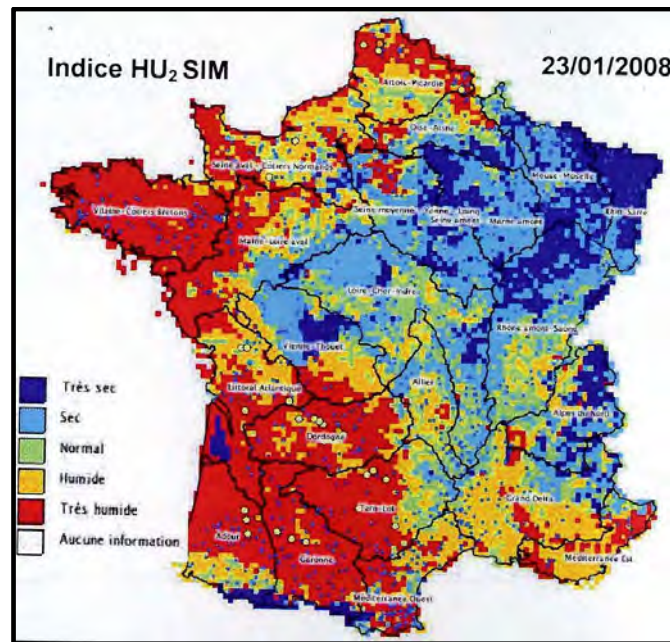 Indice HU₂ SIM
23/01/2008
Artois-Picardie
Oise-Aisne
Seine aval - Cotiers Normands
Meuse-Moselle
Rhin-Sarre
Vilaine-Cotiers Bretons
Seine moyenne
Yonne - Loing
Seine amont
Marne amont
Maine-Loire aval
Loire-Cher-Indre
Rhône amont-Saône
Vienne-Thouet
Littoral Atlantique
Allier
Alpes du Nord
Dordogne
Grand Delta
Tarn-Lot
Adour
Garonne
Méditerranée Est
Méditerranée Ouest
Très sec
Sec
Normal
Humide
Très humide
Aucune information